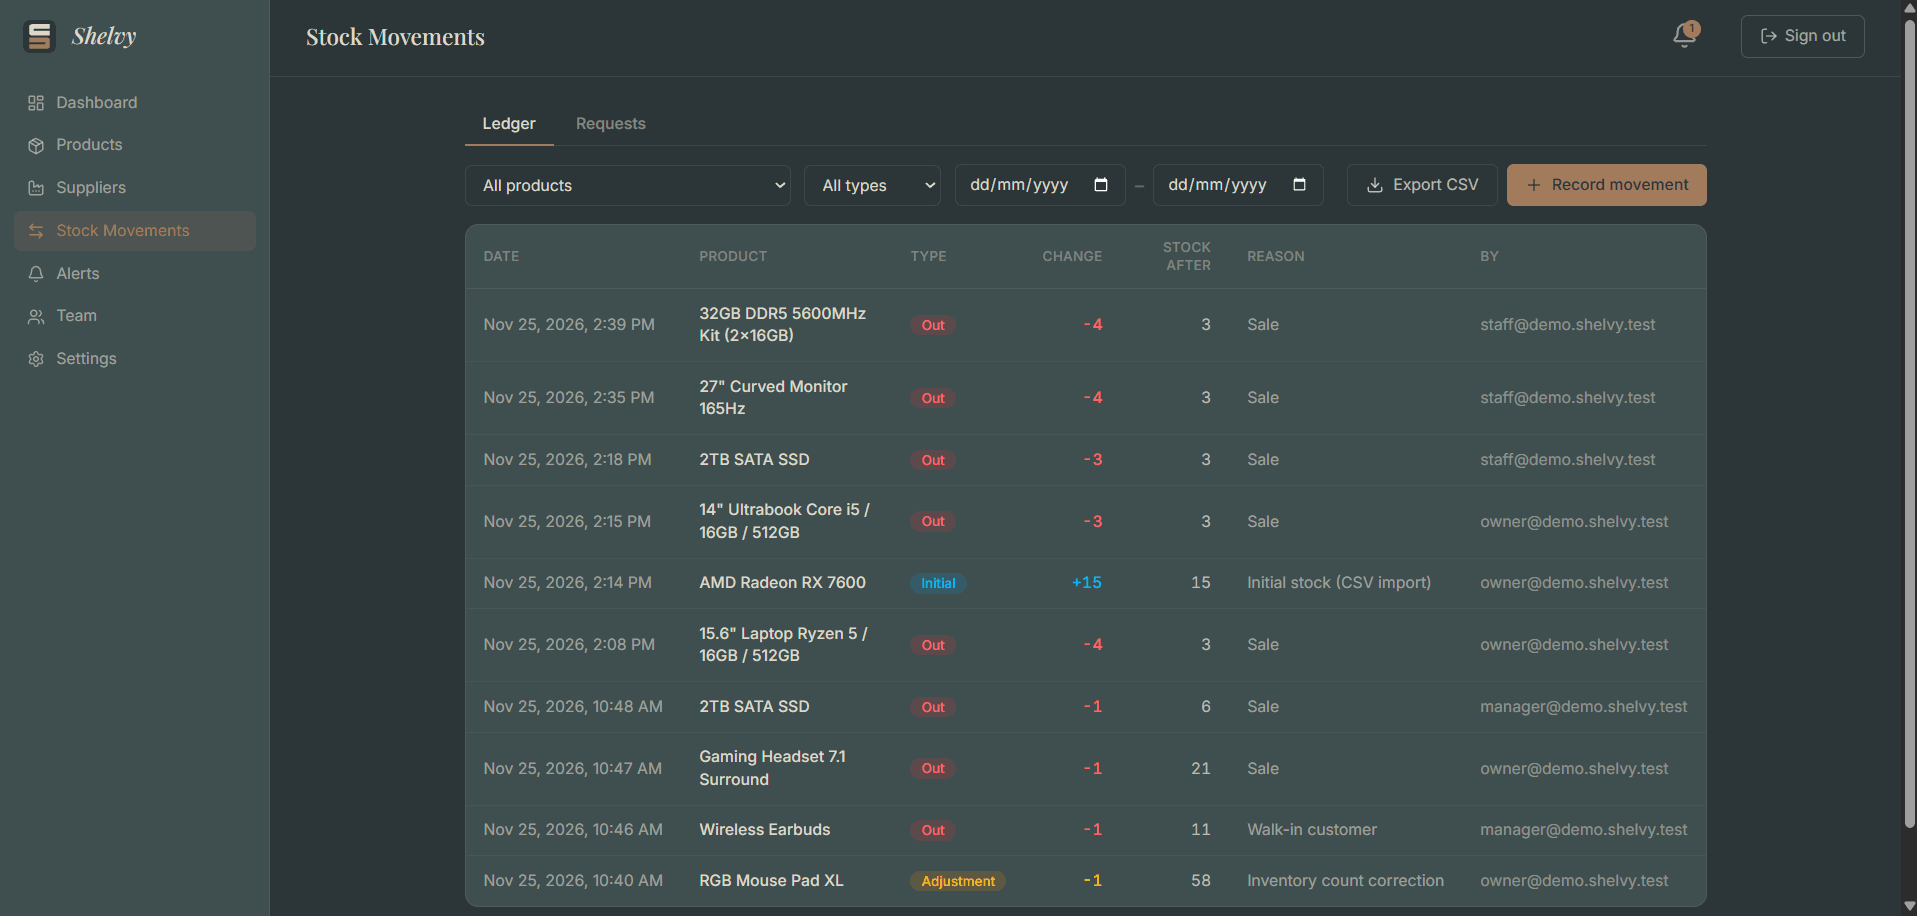 Shelvy
Stock Movements
1
Sign out
Dashboard
Products
Suppliers
Stock Movements
Alerts
Team
Settings
Ledger Requests
All products All types dd/mm/yyyy – dd/mm/yyyy Export CSV + Record movement
DATE PRODUCT TYPE CHANGE STOCK AFTER REASON BY
Nov 25, 2026, 2:39 PM 32GB DDR5 5600MHz Kit (2×16GB) Out -4 3 Sale staff@demo.shelvy.test
Nov 25, 2026, 2:35 PM 27" Curved Monitor 165Hz Out -4 3 Sale staff@demo.shelvy.test
Nov 25, 2026, 2:18 PM 2TB SATA SSD Out -3 3 Sale staff@demo.shelvy.test
Nov 25, 2026, 2:15 PM 14" Ultrabook Core i5 / 16GB / 512GB Out -3 3 Sale owner@demo.shelvy.test
Nov 25, 2026, 2:14 PM AMD Radeon RX 7600 Initial +15 15 Initial stock (CSV import) owner@demo.shelvy.test
Nov 25, 2026, 2:08 PM 15.6" Laptop Ryzen 5 / 16GB / 512GB Out -4 3 Sale owner@demo.shelvy.test
Nov 25, 2026, 10:48 AM 2TB SATA SSD Out -1 6 Sale manager@demo.shelvy.test
Nov 25, 2026, 10:47 AM Gaming Headset 7.1 Surround Out -1 21 Sale owner@demo.shelvy.test
Nov 25, 2026, 10:46 AM Wireless Earbuds Out -1 11 Walk-in customer manager@demo.shelvy.test
Nov 25, 2026, 10:40 AM RGB Mouse Pad XL Adjustment -1 58 Inventory count correction owner@demo.shelvy.test